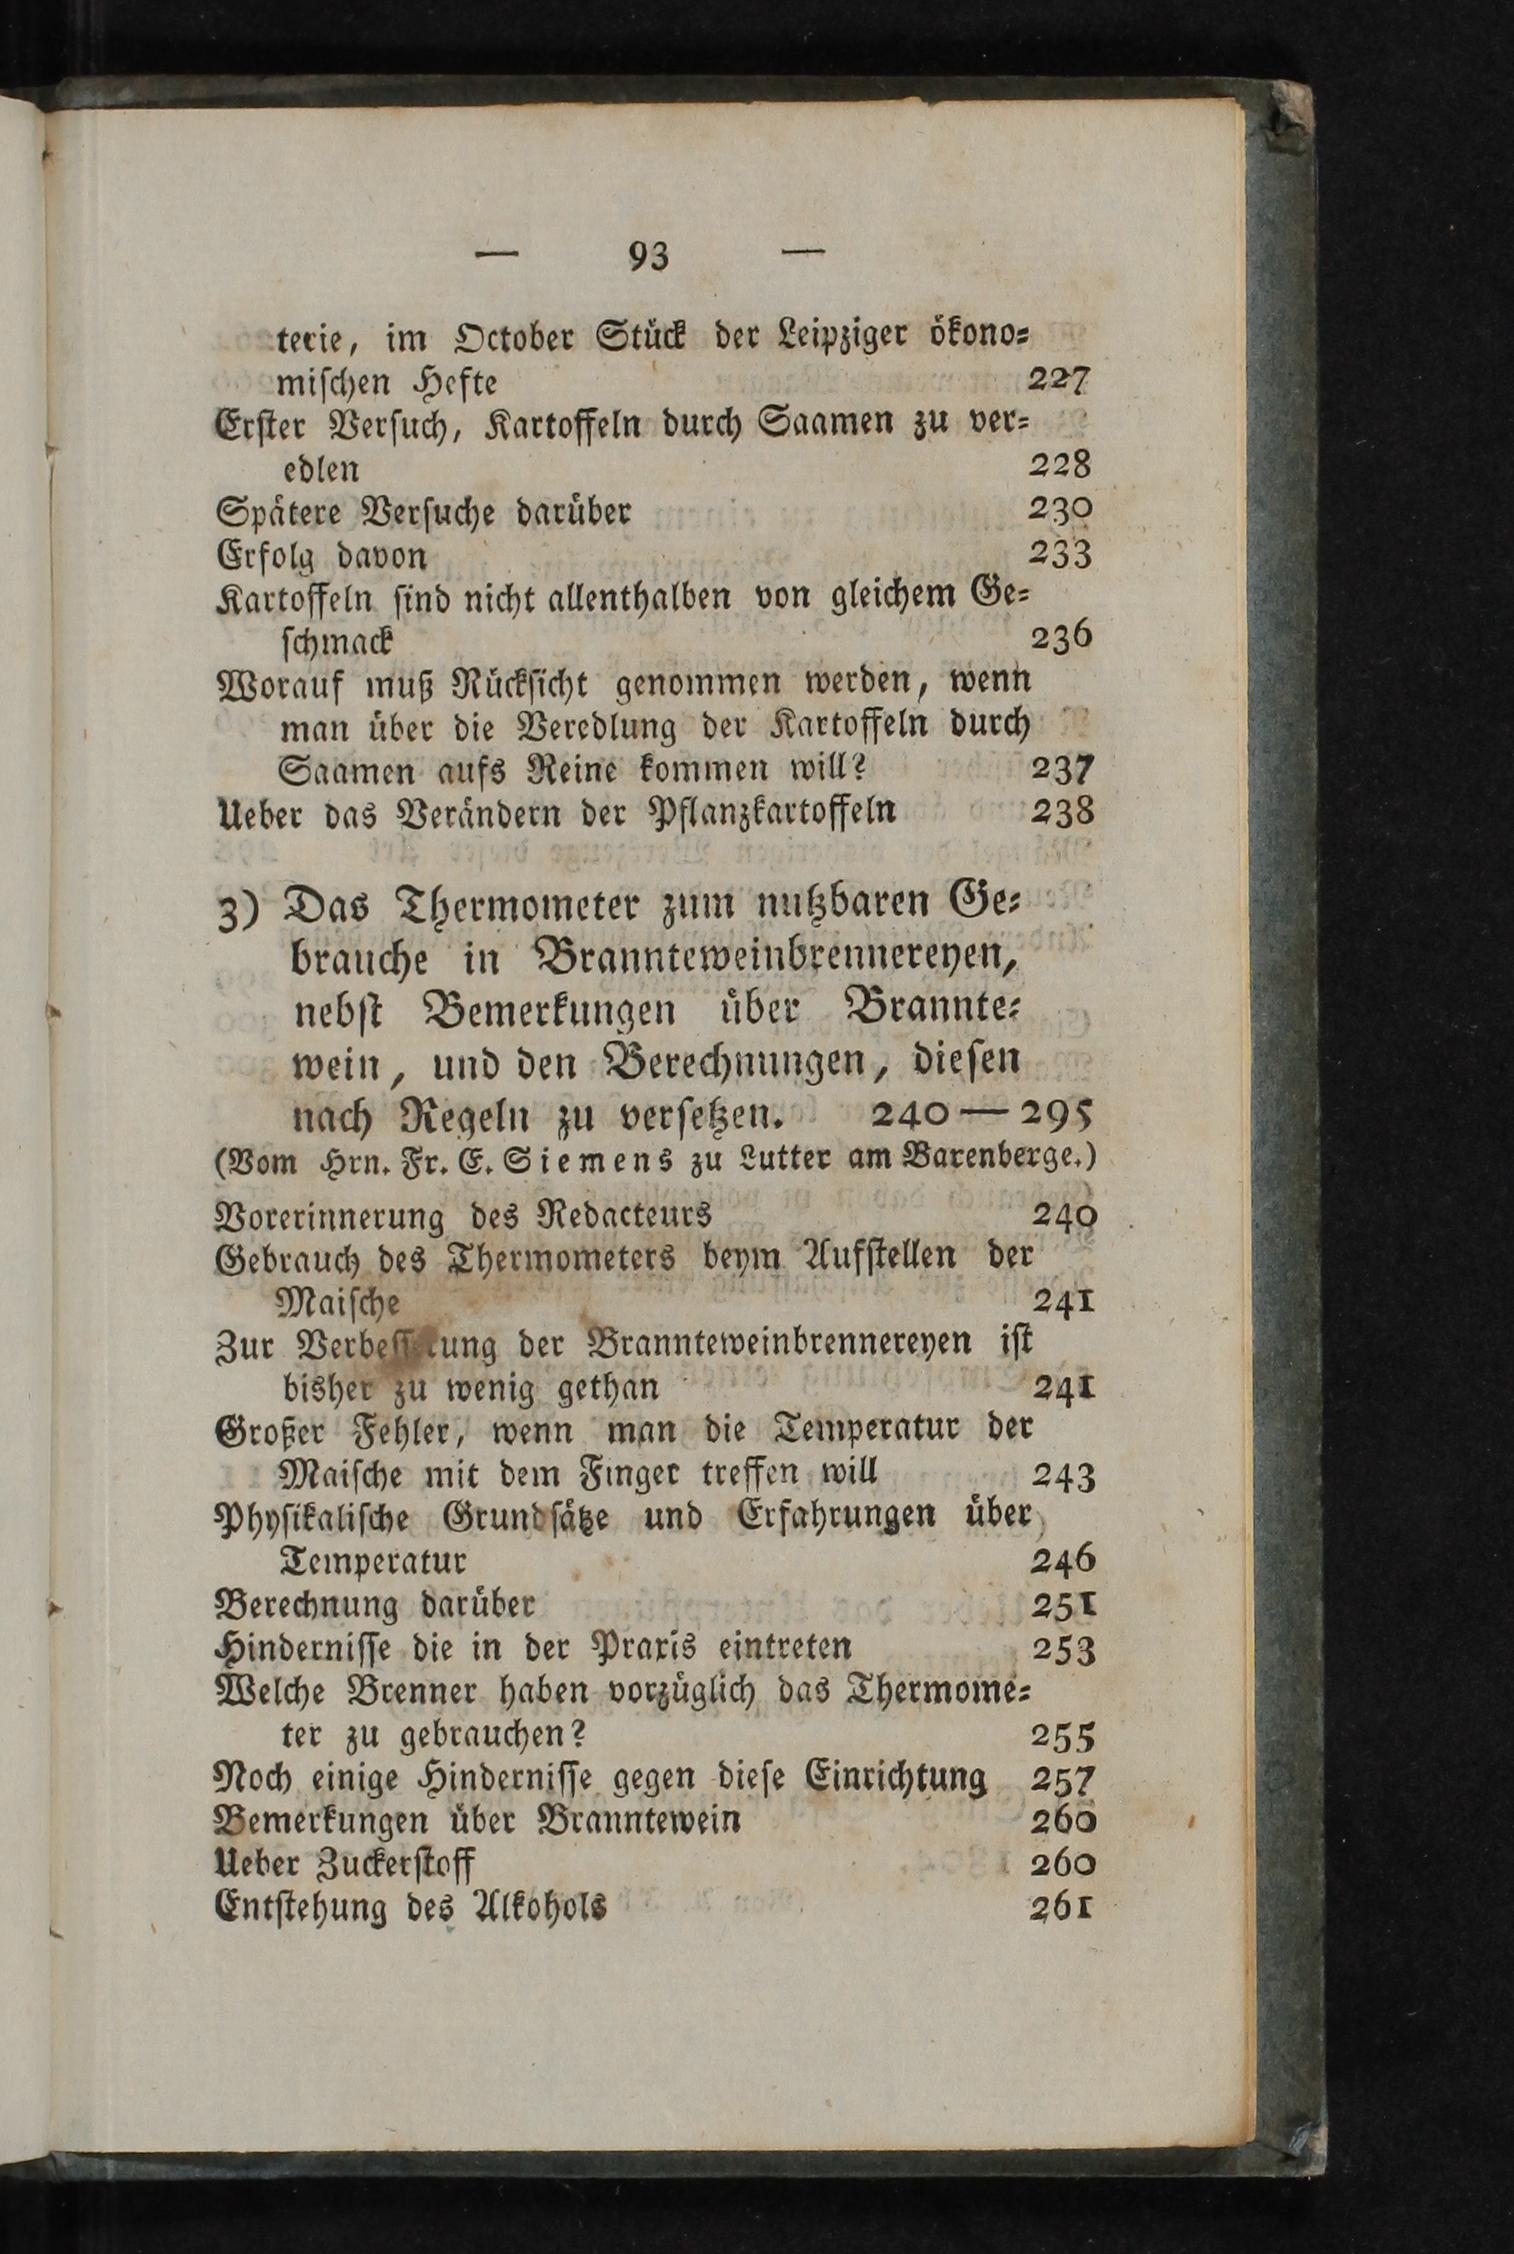 — 93 —
terie, im October Stück der Leipziger ökono-
mischen Hefte 227
Erster Versuch, Kartoffeln durch Saamen zu ver-
edlen 228
Spätere Versuche darüber 230
Erfolg davon 233
Kartoffeln sind nicht allenthalben von gleichem Ge-
schmack 236
Worauf muß Rücksicht genommen werden, wenn
man über die Veredlung der Kartoffeln durch
Saamen aufs Reine kommen will? 237
Ueber das Verändern der Pflanzkartoffeln 238
3) Das Thermometer zum nutzbaren Ge-
brauche in Brannteweinbrennereyen,
nebst Bemerkungen über Brannte-
wein, und den Berechnungen, diesen
nach Regeln zu versetzen. 240 — 295
(Vom Hrn. Fr. E. Siemens zu Lutter am Barenberge.)
Vorerinnerung des Redacteurs 240
Gebrauch des Thermometers beym Aufstellen der
Maische 241
Zur Verbesserung der Brannteweinbrennereyen ist
bisher zu wenig gethan 241
Großer Fehler, wenn man die Temperatur der
Maische mit dem Finger treffen will 243
Physikalische Grundsätze und Erfahrungen über
Temperatur 246
Berechnung darüber 251
Hindernisse die in der Praxis eintreten 253
Welche Brenner haben vorzüglich das Thermome-
ter zu gebrauchen? 255
Noch einige Hindernisse gegen diese Einrichtung 257
Bemerkungen über Branntewein 260
Ueber Zuckerstoff 260
Entstehung des Alkohols 261